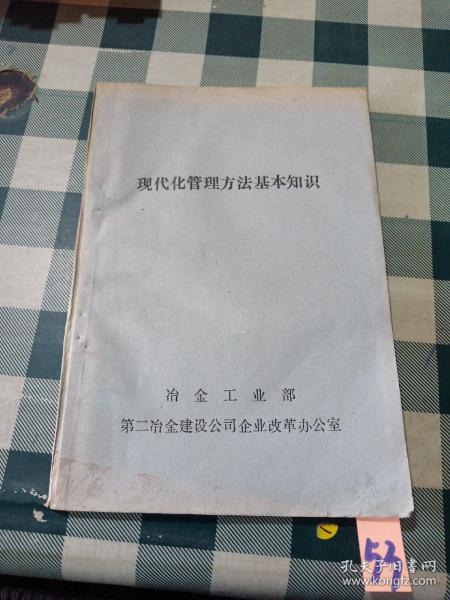 现代化管理方法基本知识
冶金工业部
第二冶金建设公司企业改革办公室
孔夫子旧书网
www.kongfz.com